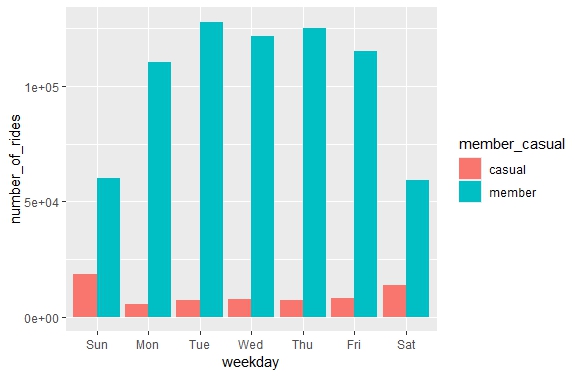 number_of_rides
1e+05
5e+04
0e+00
Sun Mon Tue Wed Thu Fri Sat
weekday
member_casual
casual
member